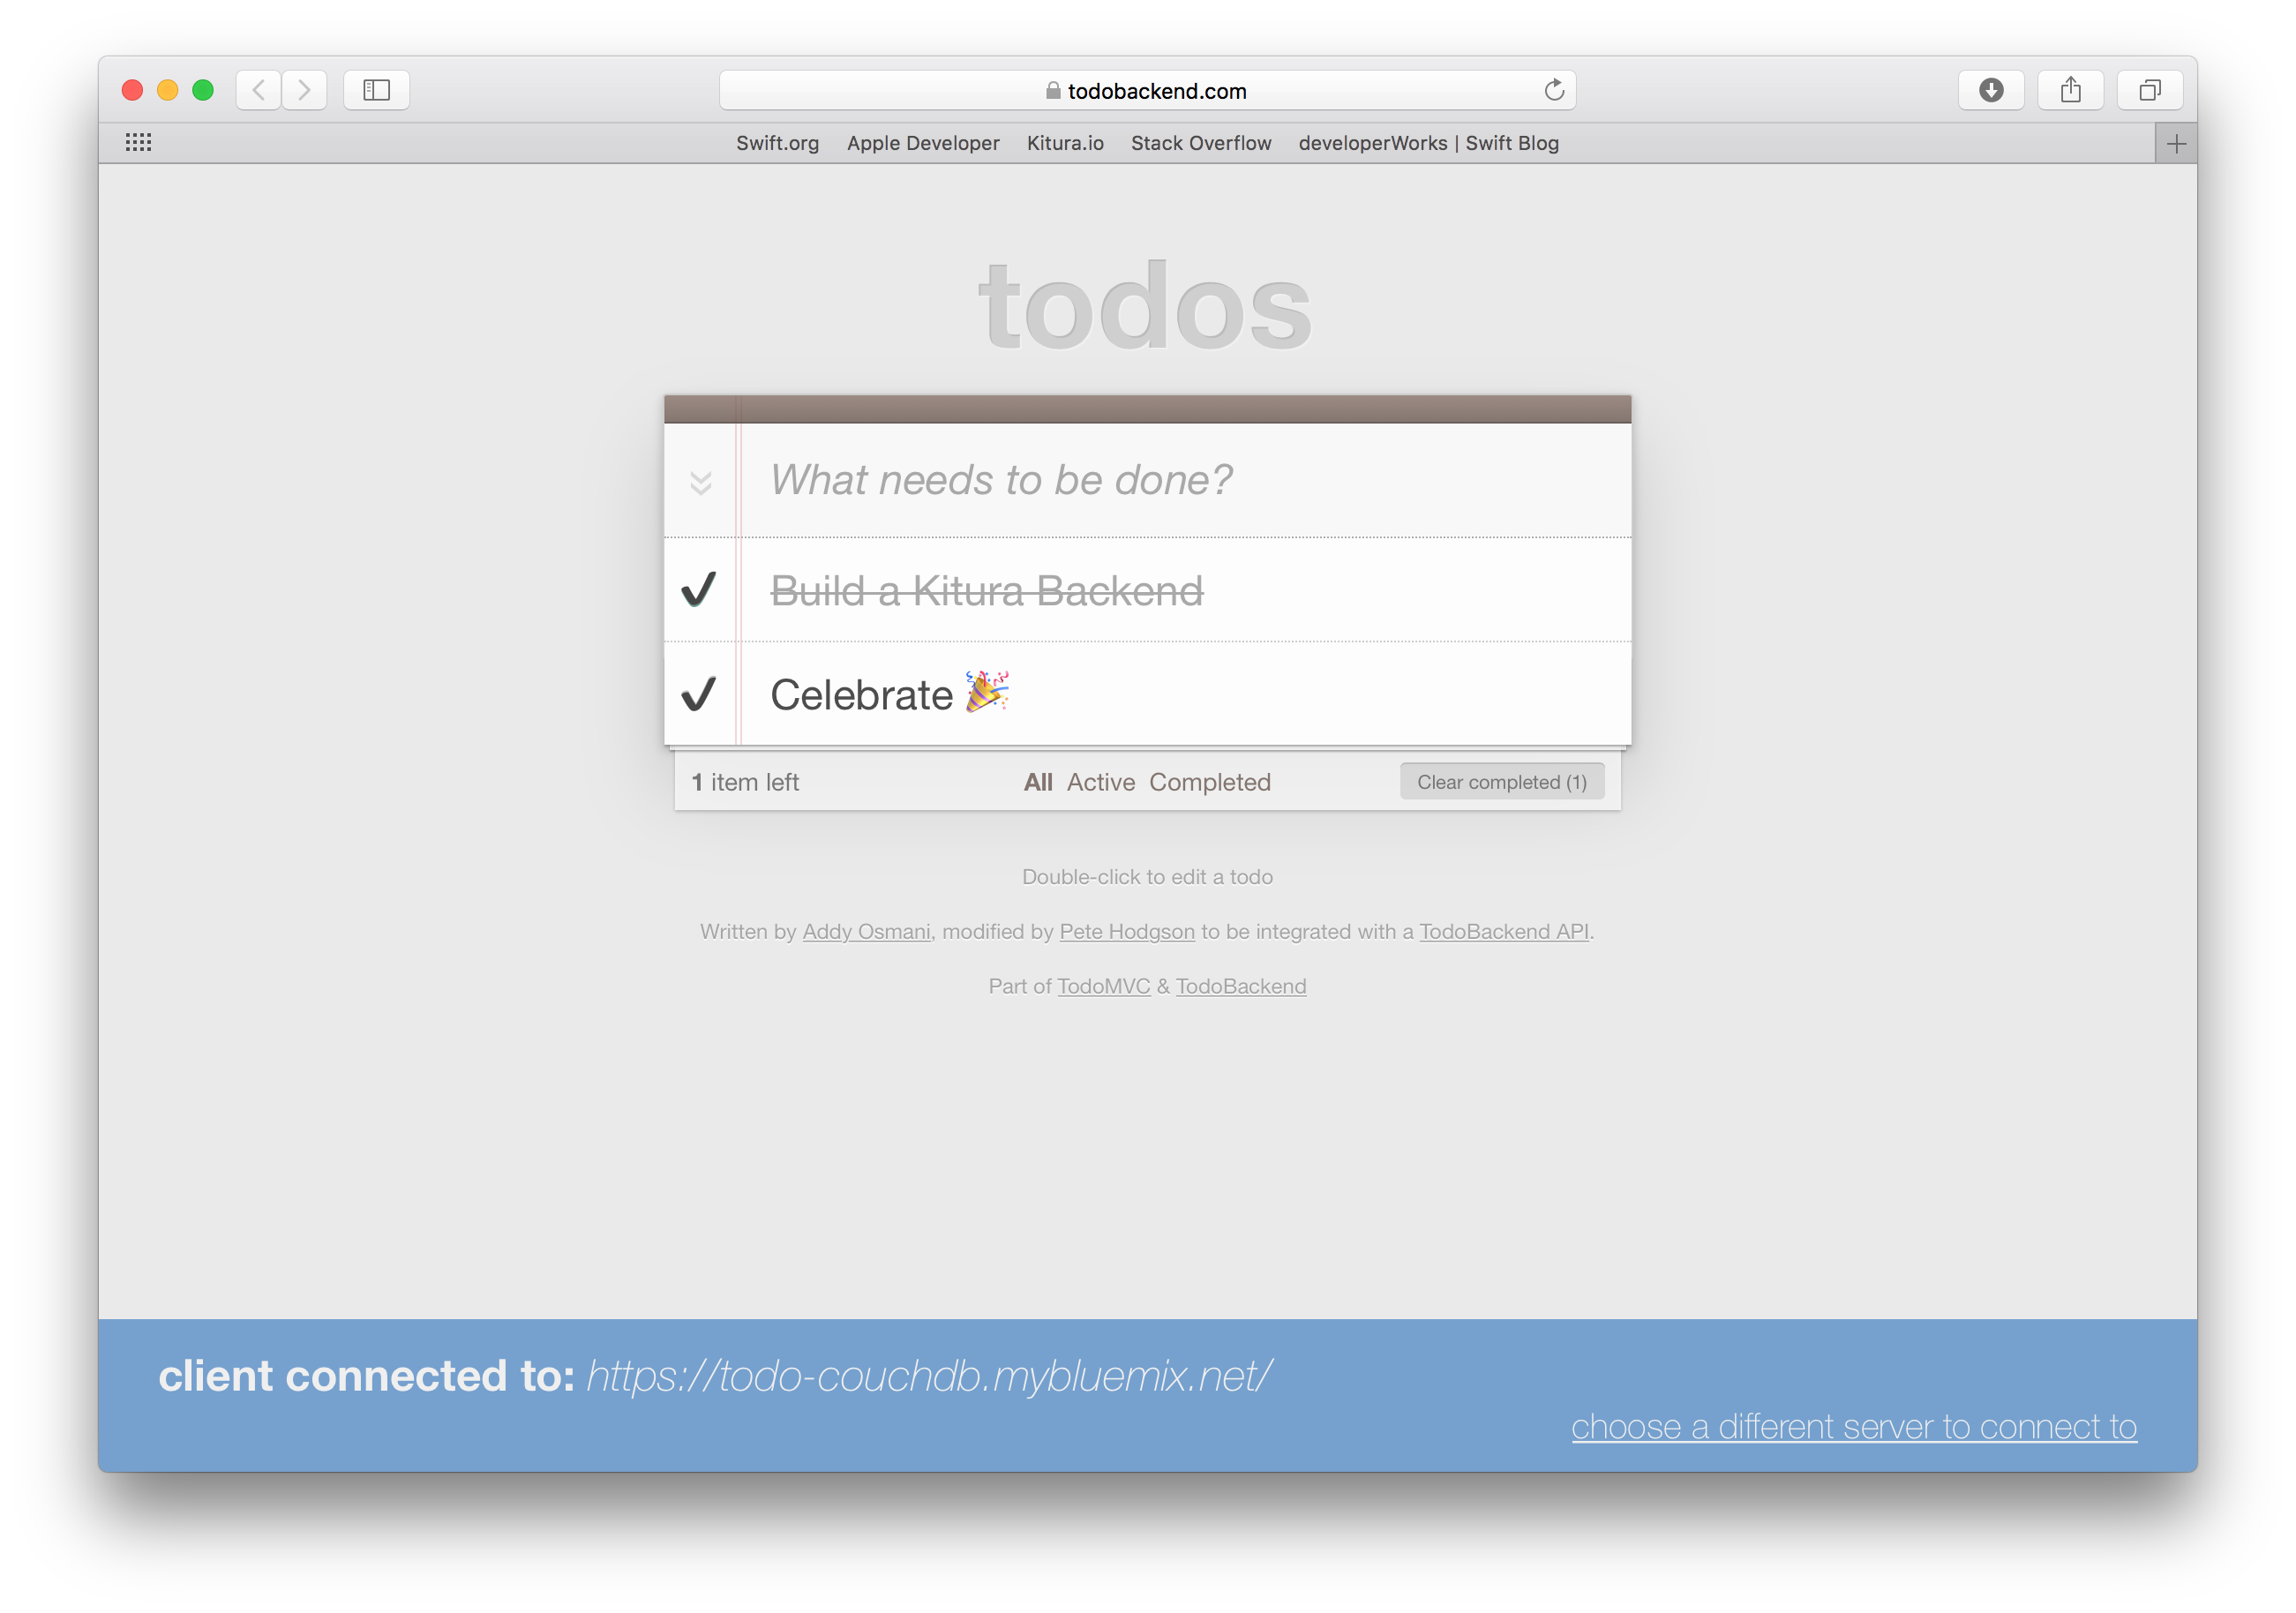 todobackend.com
Swift.org Apple Developer Kitura.io Stack Overflow developerWorks | Swift Blog
todos
What needs to be done?
Build a Kitura Backend
Celebrate 🎉
1 item left All Active Completed Clear completed (1)
Double-click to edit a todo
Written by Addy Osmani, modified by Pete Hodgson to be integrated with a TodoBackend API.
Part of TodoMVC & TodoBackend
client connected to: https://todo-couchdb.mybluemix.net/
choose a different server to connect to